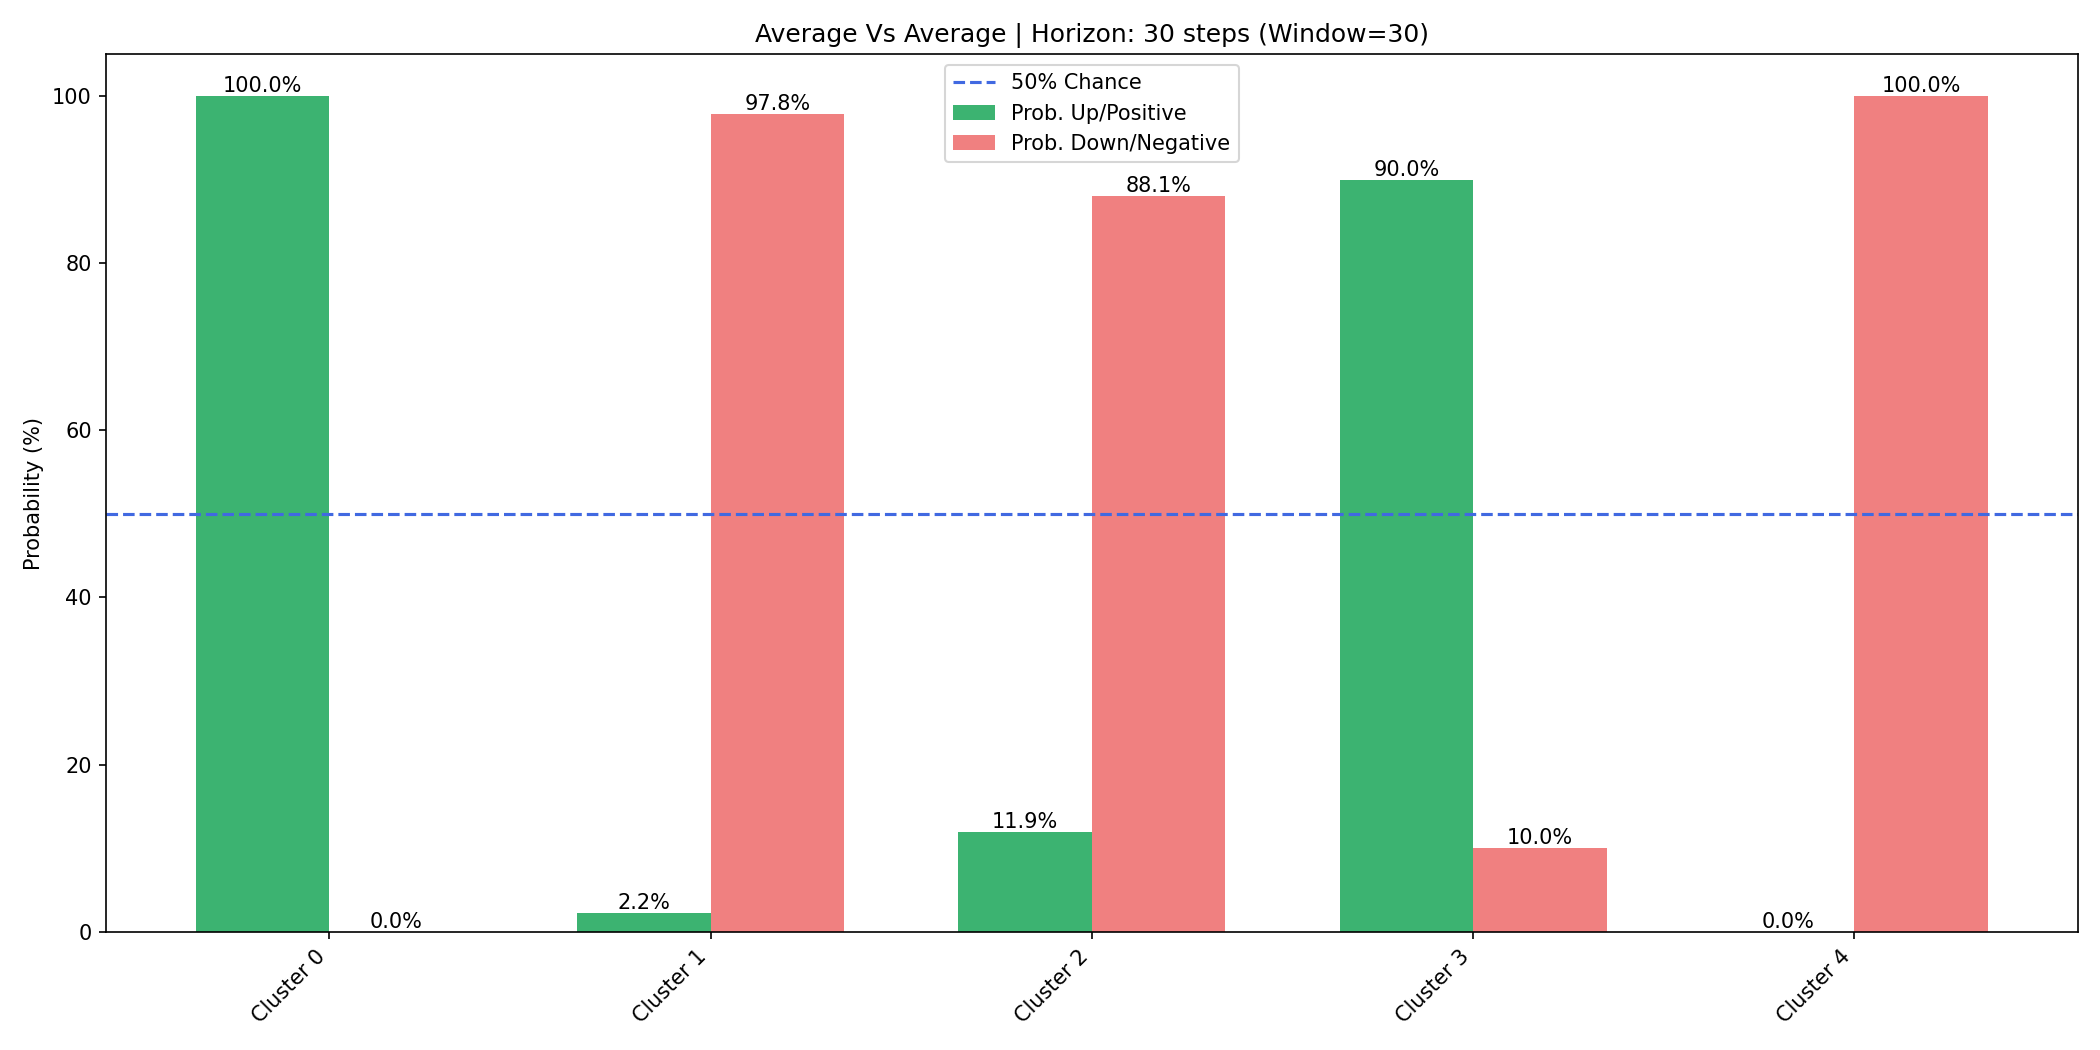 Average Vs Average | Horizon: 30 steps (Window=30)
50% Chance
Prob. Up/Positive
Prob. Down/Negative
Probability (%)
100
80
60
40
20
0
100.0%
0.0%
2.2%
97.8%
11.9%
88.1%
90.0%
10.0%
0.0%
100.0%
Cluster 0
Cluster 1
Cluster 2
Cluster 3
Cluster 4